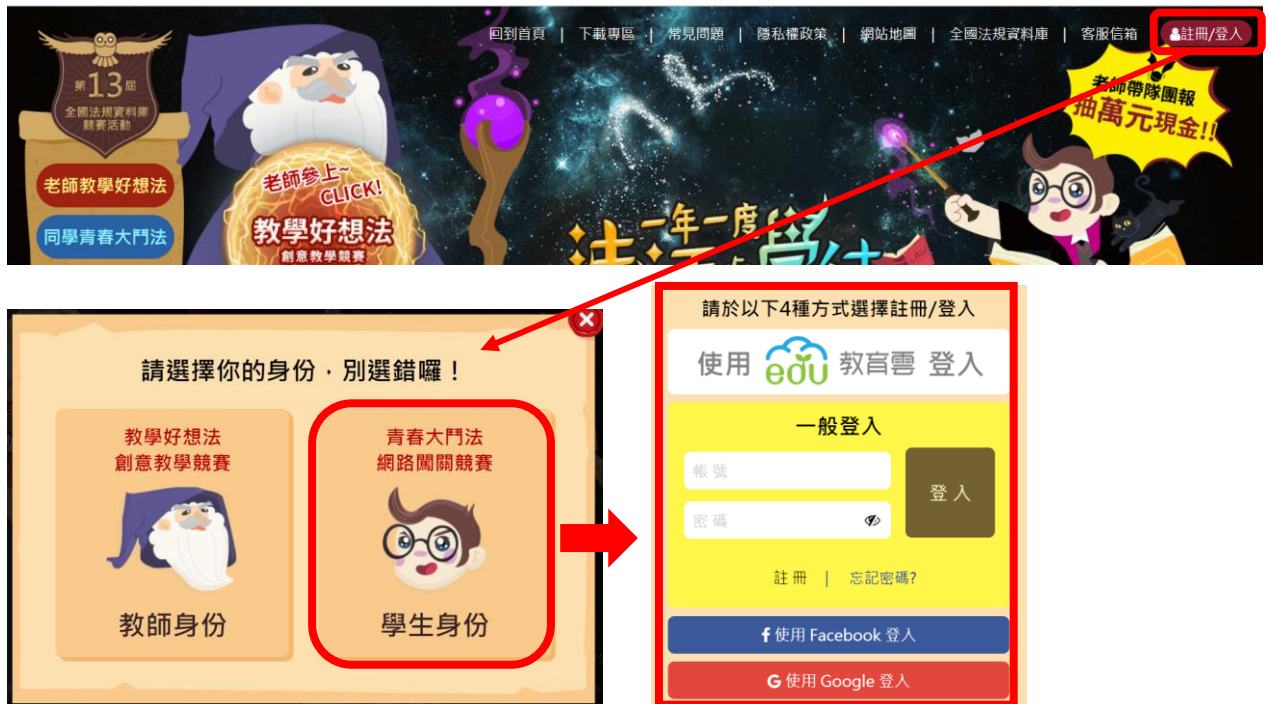 回到首頁 | 下載專區 | 常見問題 | 隱私權政策 | 網站地圖 | 全國法規資料庫 | 客服信箱 註冊/登入
第13屆
全國法規資料庫
競賽活動
老師教學好想法
同學青春大鬥法
老師參上~
CLICK!
教學好想法
創意教學競賽
一年一度
老師帶隊團報
抽萬元現金!!
請選擇你的身份，別選錯囉！
教學好想法
創意教學競賽
教師身份
青春大鬥法
網路闖關競賽
學生身份
請於以下4種方式選擇註冊/登入
使用 edu 教育雲 登入
一般登入
帳號
密碼
登入
註冊 | 忘記密碼?
f 使用 Facebook 登入
G 使用 Google 登入